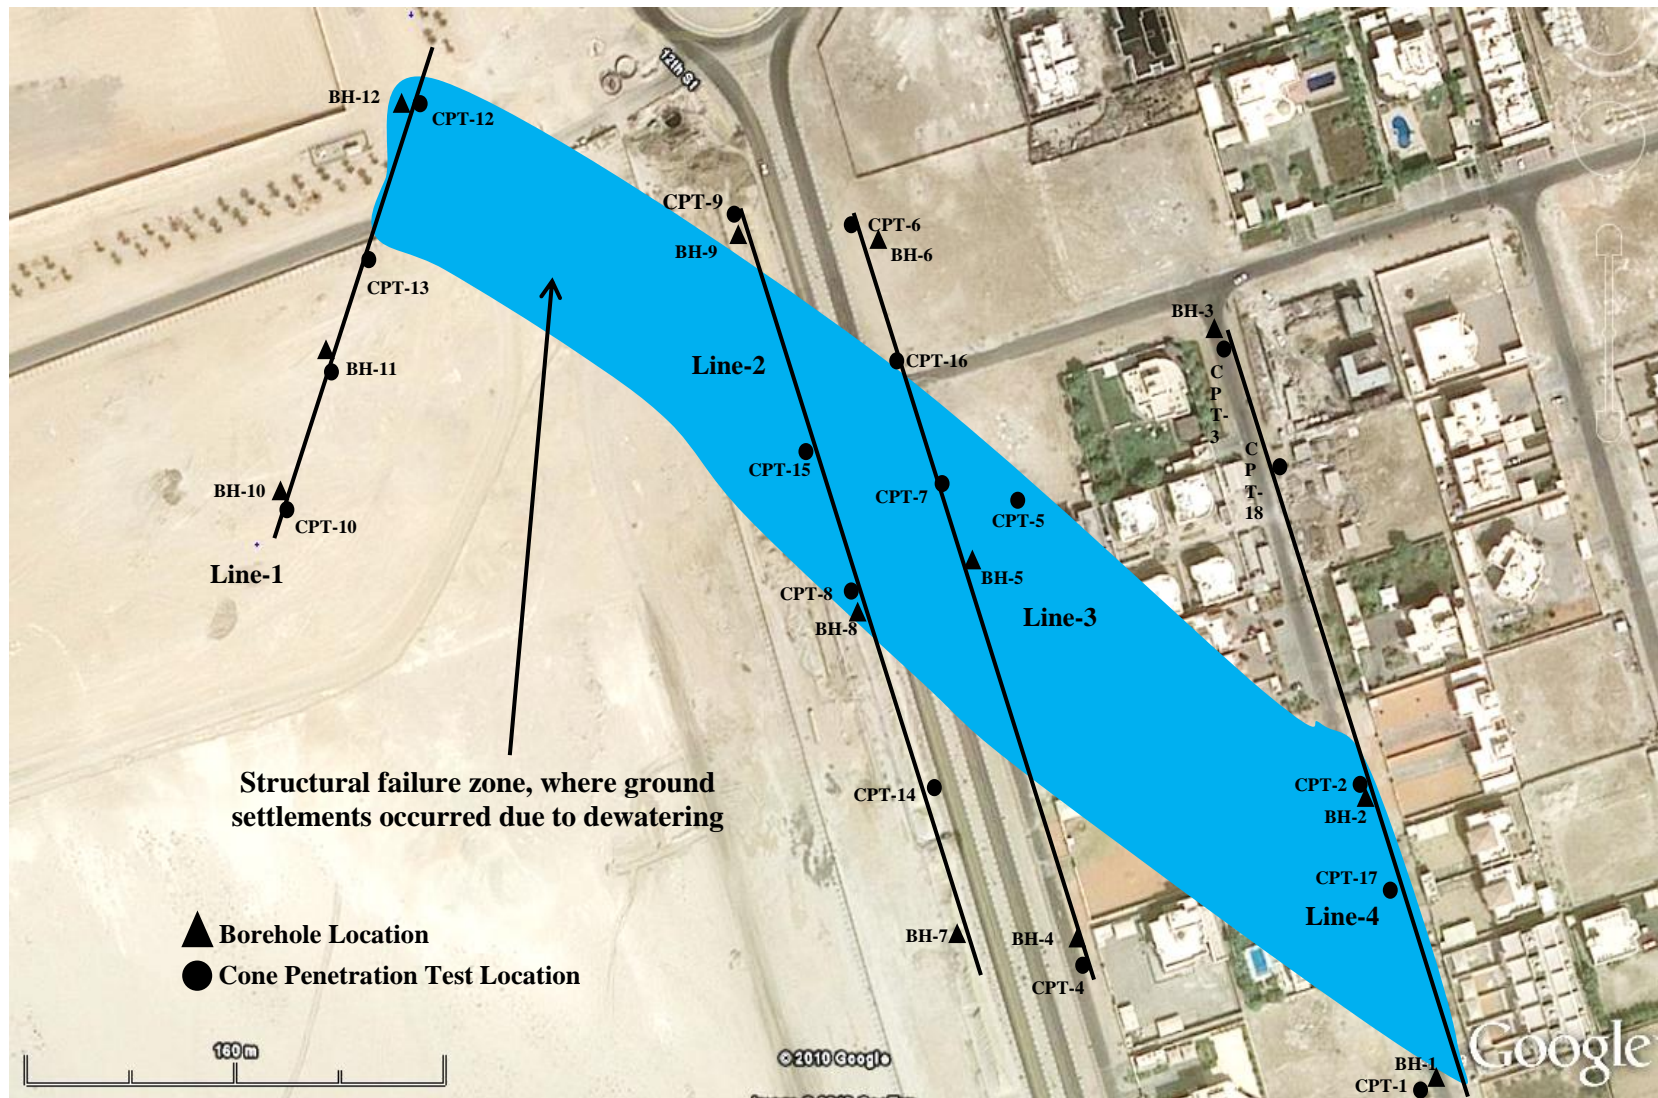 12th St
BH-12
CPT-12
CPT-9
BH-9
CPT-6
BH-6
CPT-13
BH-3
C
P
T-
3
Line-2
CPT-16
BH-11
C
P
T-
18
CPT-15
BH-10
CPT-10
CPT-7
CPT-5
Line-1
BH-5
CPT-8
BH-8
Line-3
Structural failure zone, where ground
settlements occurred due to dewatering
CPT-14
CPT-2
BH-2
CPT-17
Line-4
BH-7
BH-4
CPT-4
Borehole Location
Cone Penetration Test Location
160 m
© 2010 Google
Google
BH-1
CPT-1